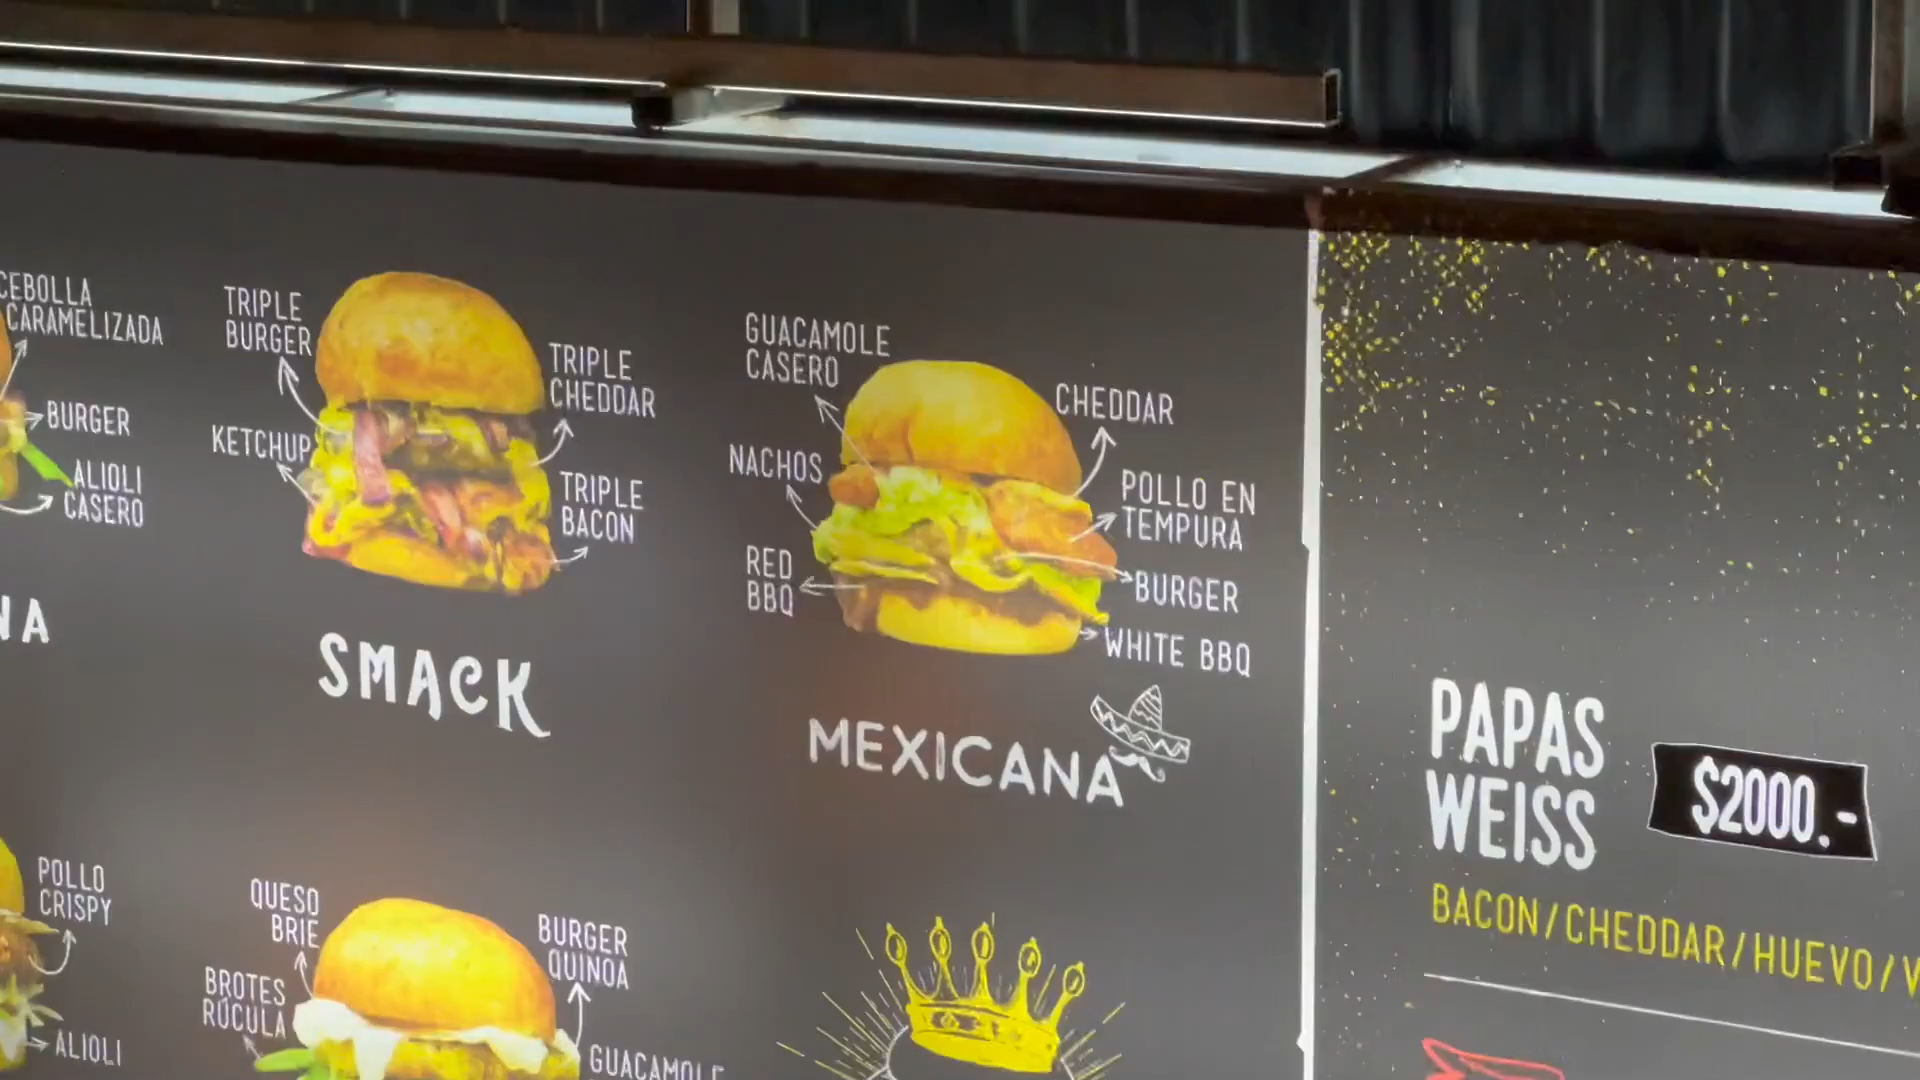 CEBOLLA
CARAMELIZADA
BURGER
ALIOLI
CASERO
TRIPLE
BURGER
KETCHUP
TRIPLE
CHEDDAR
TRIPLE
BACON
SMACK
GUACAMOLE
CASERO
NACHOS
RED
BBQ
CHEDDAR
POLLO EN
TEMPURA
BURGER
WHITE BBQ
MEXICANA
POLLO
CRISPY
ALIOLI
QUESO
BRIE
BROTES
RÚCULA
BURGER
QUINOA
GUACAMOLE
PAPAS
WEISS
$2000.-
BACON/CHEDDAR/HUEVO/